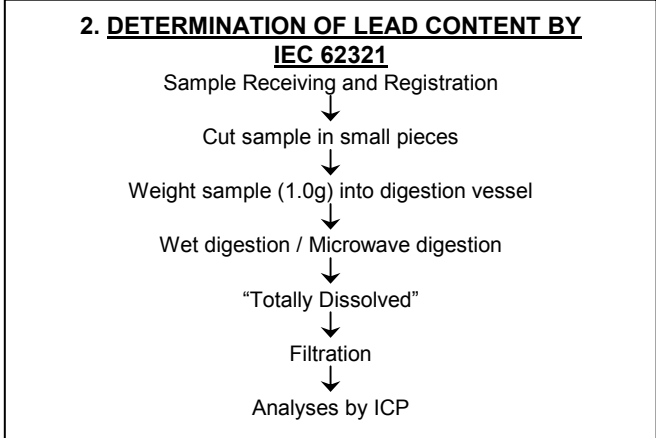 2. DETERMINATION OF LEAD CONTENT BY
IEC 62321
Sample Receiving and Registration
Cut sample in small pieces
Weight sample (1.0g) into digestion vessel
Wet digestion / Microwave digestion
“Totally Dissolved”
Filtration
Analyses by ICP